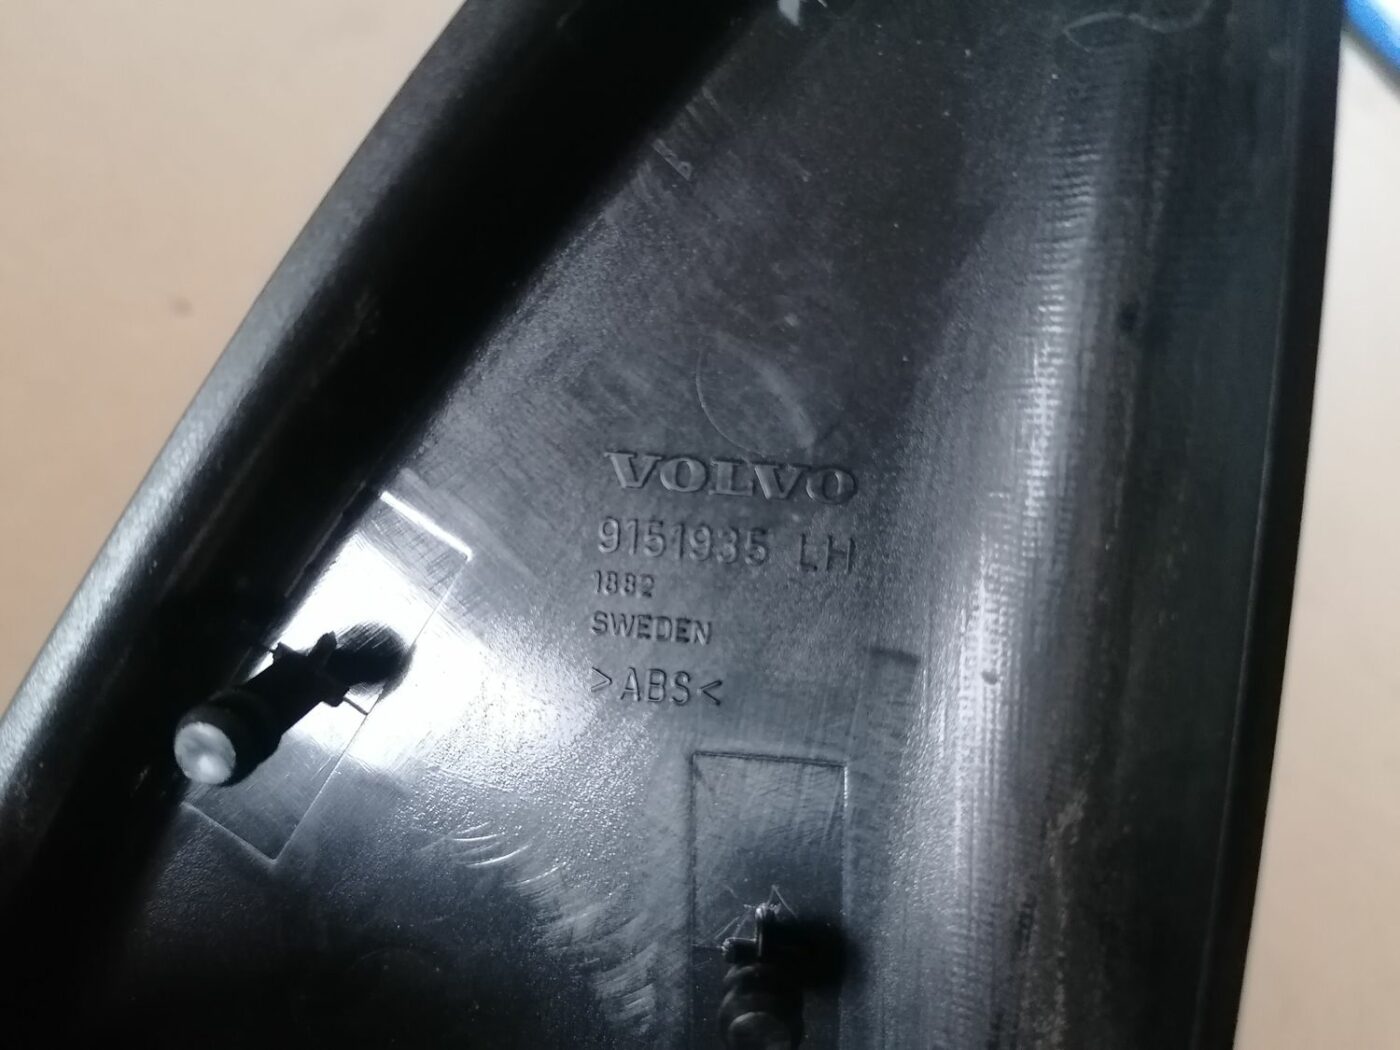 VOLVO
9151935 LH
1882
SWEDEN
>ABS<